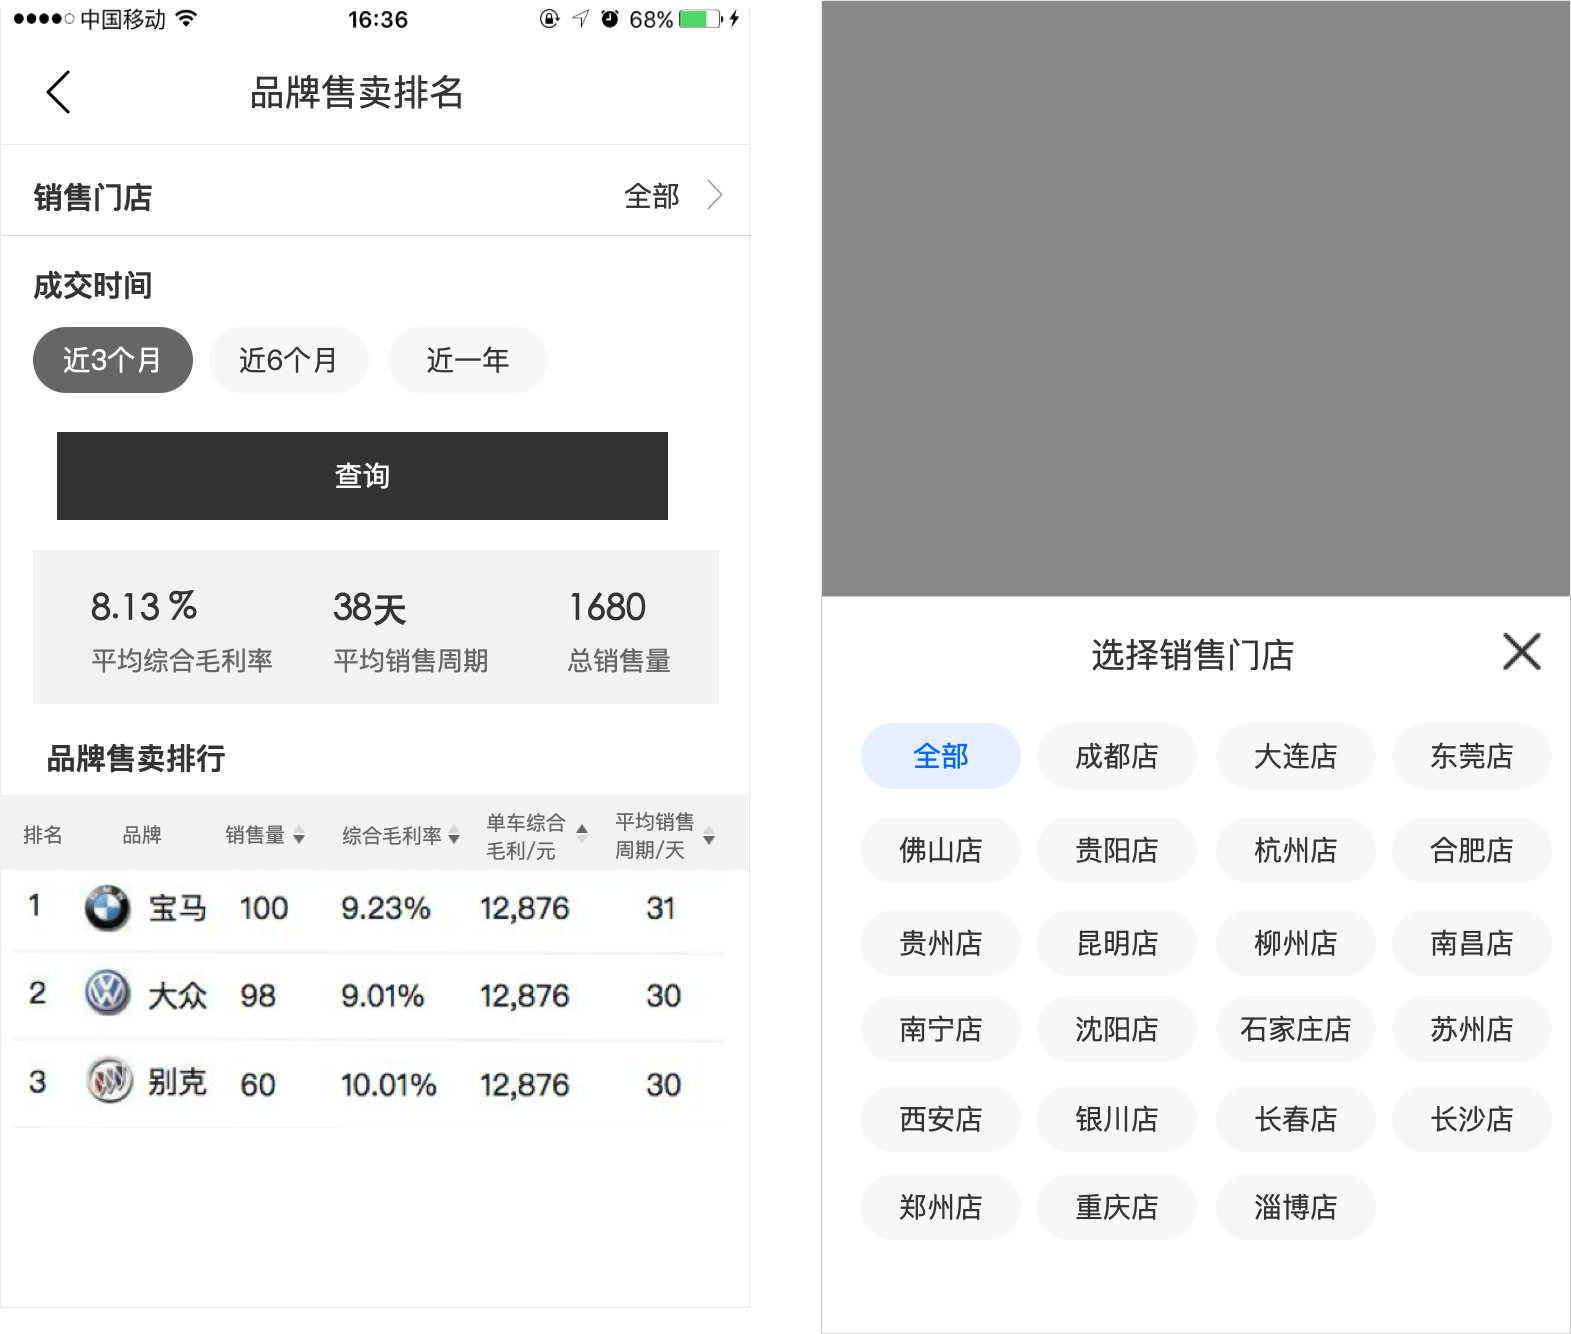 中国移动
16:36
68%
品牌售卖排名
销售门店 全部
成交时间
近3个月 近6个月 近一年
查询
8.13% 38天 1680
平均综合毛利率 平均销售周期 总销售量
品牌售卖排行
排名 品牌 销售量 综合毛利率 单车综合毛利/元 平均销售周期/天
1 宝马 100 9.23% 12,876 31
2 大众 98 9.01% 12,876 30
3 别克 60 10.01% 12,876 30
选择销售门店
全部 成都店 大连店 东莞店
佛山店 贵阳店 杭州店 合肥店
贵州店 昆明店 柳州店 南昌店
南宁店 沈阳店 石家庄店 苏州店
西安店 银川店 长春店 长沙店
郑州店 重庆店 淄博店